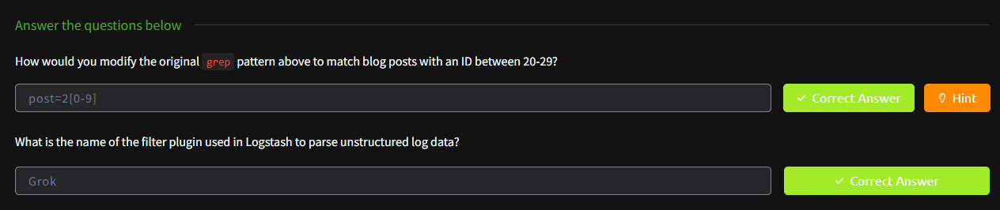 Answer the questions below
How would you modify the original grep pattern above to match blog posts with an ID between 20-29?
post=2[0-9]
Correct Answer
Hint
What is the name of the filter plugin used in Logstash to parse unstructured log data?
Grok
Correct Answer